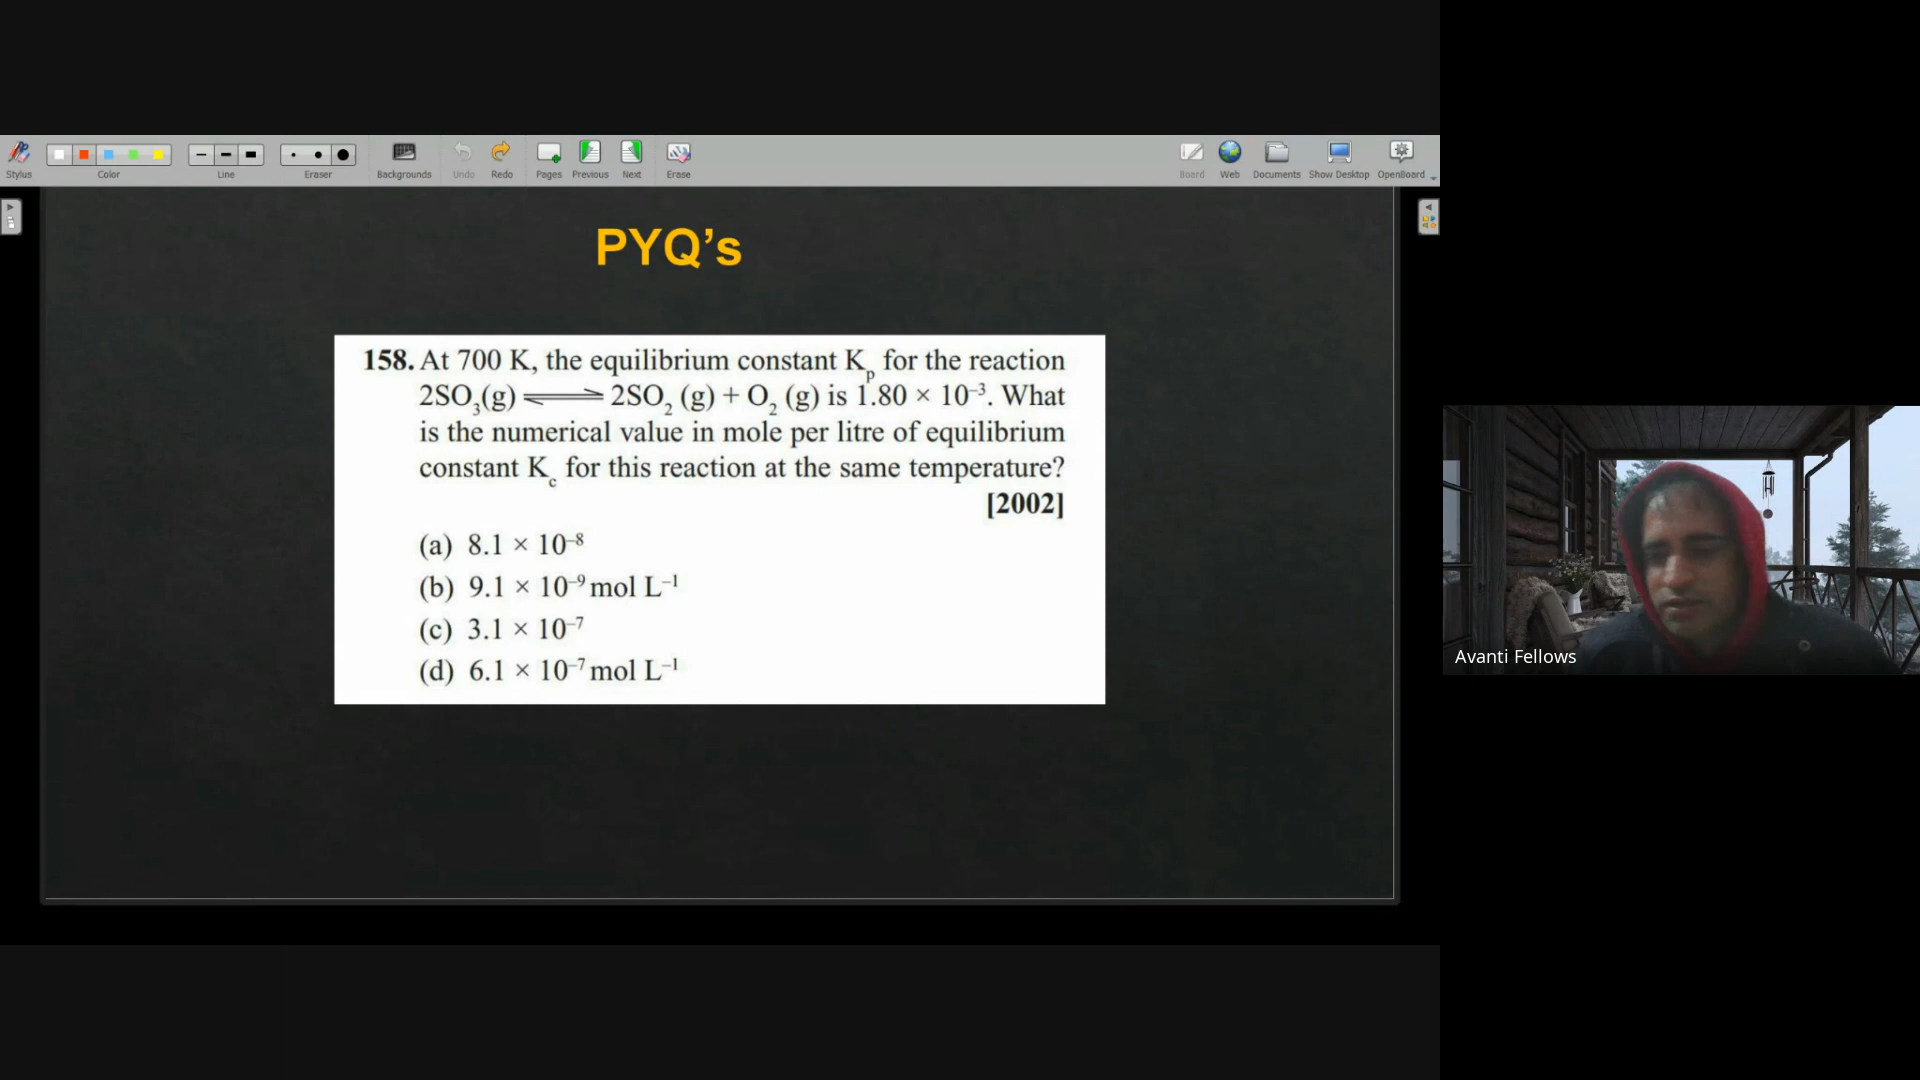 Stylus Color Line Eraser Backgrounds Undo Redo Pages Previous Next Erase Board Web Documents Show Desktop OpenBoard
PYQ’s
158. At 700 K, the equilibrium constant Kₚ for the reaction
2SO₃(g) ⇌ 2SO₂ (g) + O₂ (g) is 1.80 × 10⁻³. What
is the numerical value in mole per litre of equilibrium
constant K꜀ for this reaction at the same temperature?
[2002]
(a) 8.1 × 10⁻⁸
(b) 9.1 × 10⁻⁹ mol L⁻¹
(c) 3.1 × 10⁻⁷
(d) 6.1 × 10⁻⁷ mol L⁻¹
Avanti Fellows